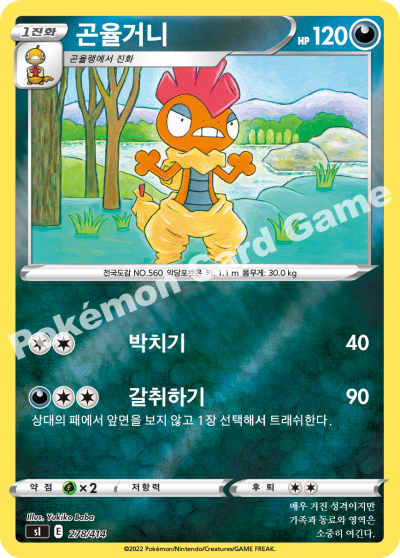 1진화
곤율거니
HP 120
곤율랭에서 진화
전국도감 NO.560 악당포켓몬 키: 1.1 m 몸무게: 30.0 kg
Pokémon Card Game
박치기 40
갈취하기 90
상대의 패에서 앞면을 보지 않고 1장 선택해서 트래쉬한다.
약점 ×2 저항력 후퇴
Illus. Yukiko Baba
sI E 278/414
매우 거친 성격이지만
가족과 동료와 영역은
소중히 여긴다.
©2022 Pokémon/Nintendo/Creatures/GAME FREAK.